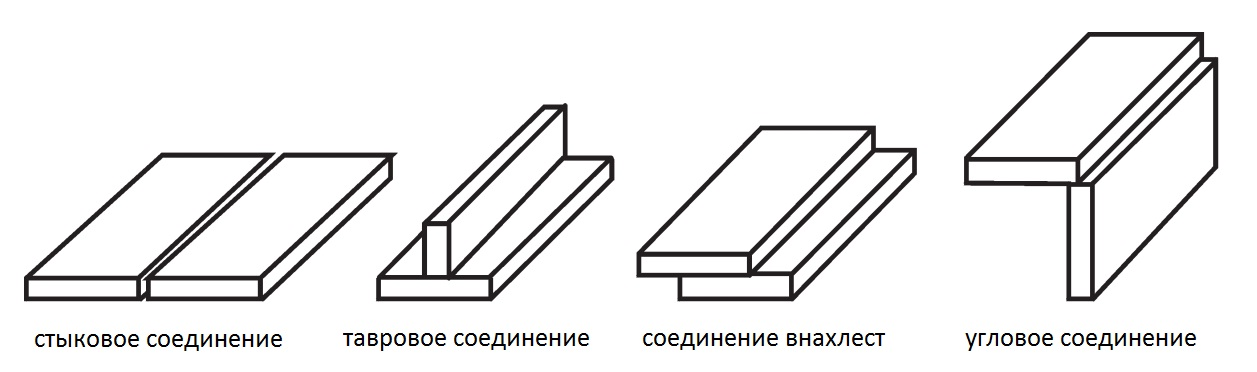 стыковое соединение
тавровое соединение
соединение внахлест
угловое соединение